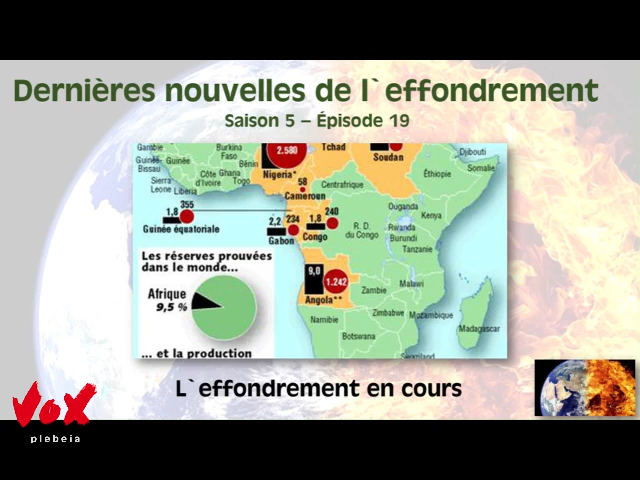 Dernières nouvelles de l`effondrement
Saison 5 – Épisode 19
Gambie
Burkina
Faso
2.580
Tchad
Soudan
Djibouti
Guinée
Bissau
Guinée
Bénin
Nigeria*
Somalie
Sierra
Leone
Liberia
Côte
d'Ivoire
Ghana
Togo
58
Cameroun
Centrafrique
Éthiopie
1,8
355
Guinée équatoriale
2,2
234
Gabon
1,8
240
Congo
R. D.
du Congo
Ouganda
Kenya
Rwanda
Burundi
Tanzanie
Les réserves prouvées
dans le monde...
Afrique
9,5 %
9,0
1.242
Angola**
Zambie
Malawi
Zimbabwe
Mozambique
Madagascar
Namibie
Botswana
... et la production
L`effondrement en cours
VoX
plebeia